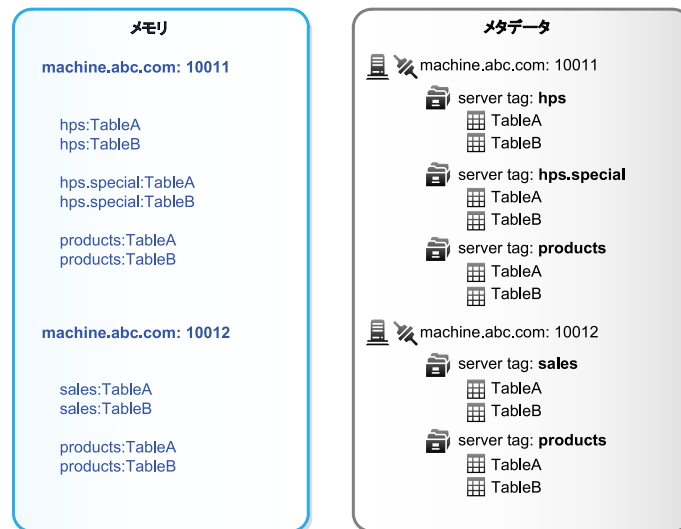 メモリ
machine.abc.com: 10011
hps:TableA
hps:TableB
hps.special:TableA
hps.special:TableB
products:TableA
products:TableB
machine.abc.com: 10012
sales:TableA
sales:TableB
products:TableA
products:TableB
メタデータ
machine.abc.com: 10011
server tag: hps
TableA
TableB
server tag: hps.special
TableA
TableB
server tag: products
TableA
TableB
machine.abc.com: 10012
server tag: sales
TableA
TableB
server tag: products
TableA
TableB